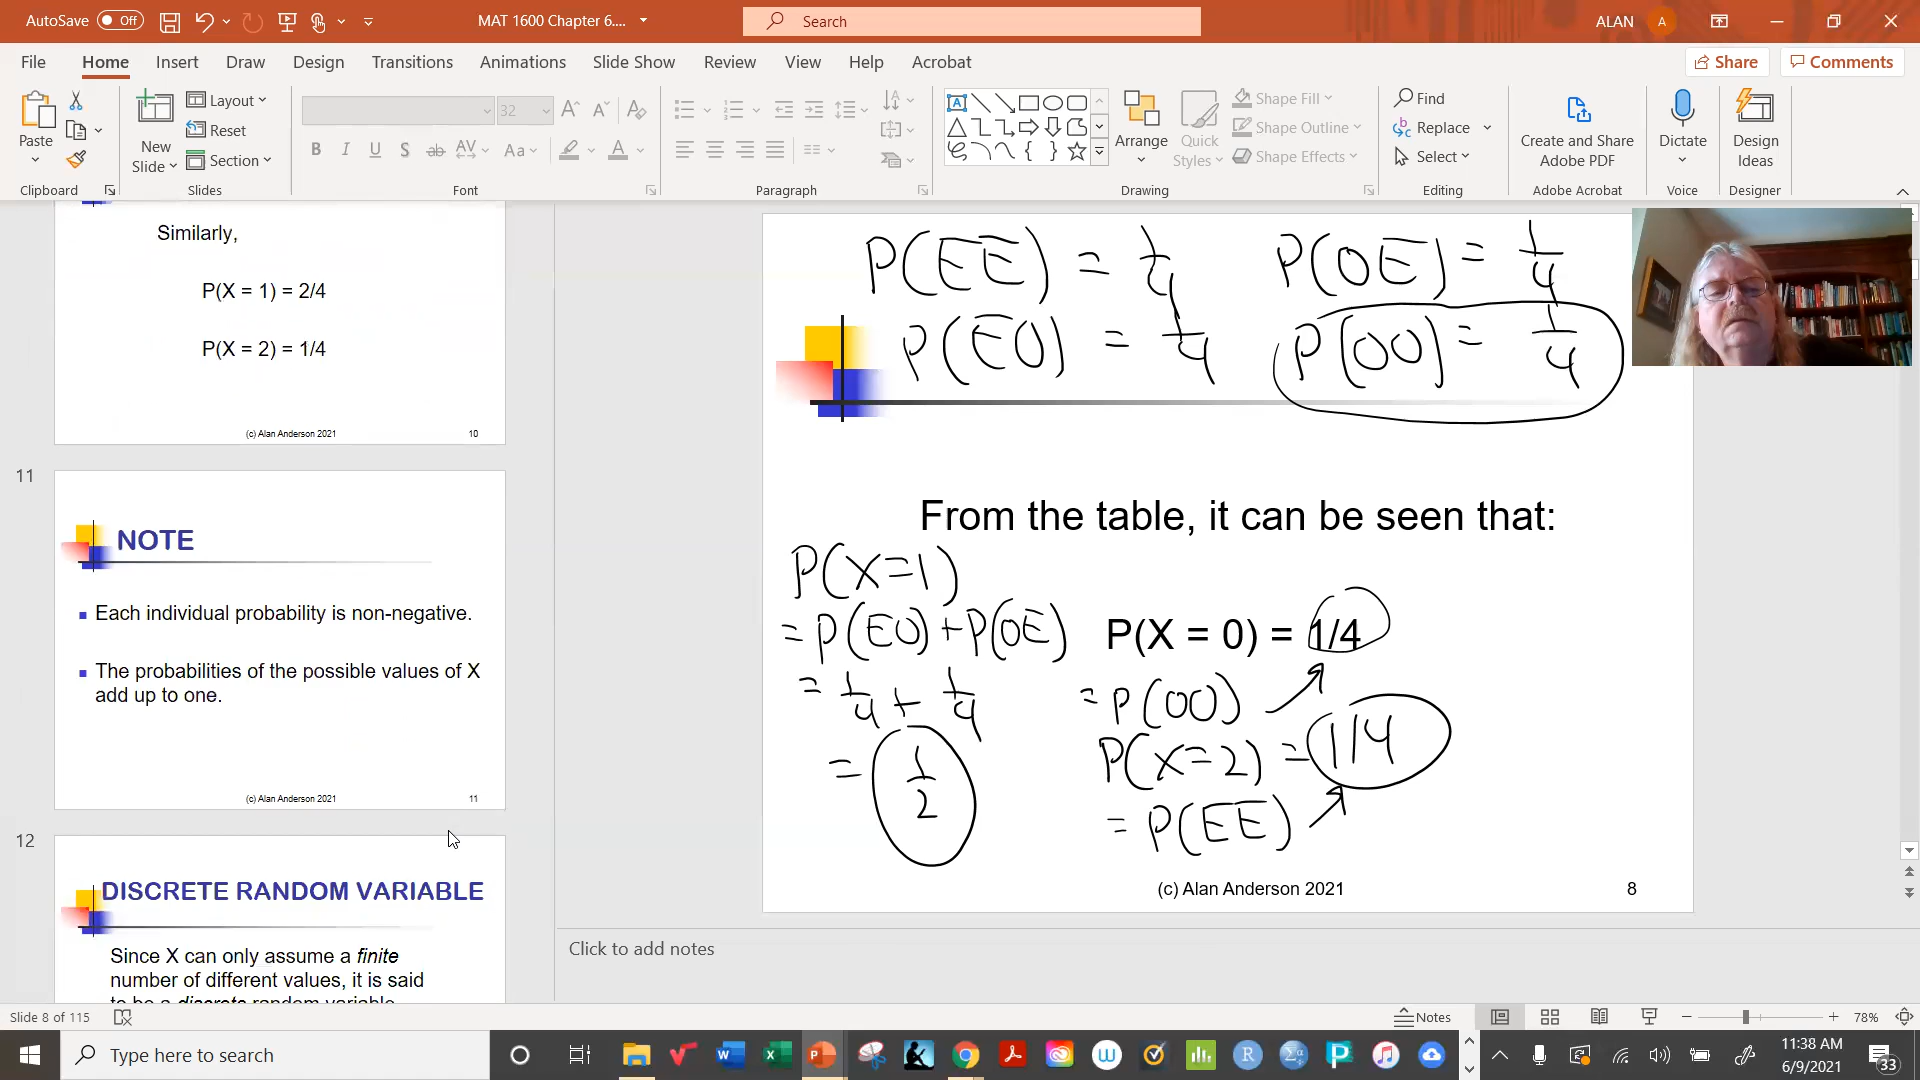 AutoSave Off MAT 1600 Chapter 6.... Search ALAN A
File Home Insert Draw Design Transitions Animations Slide Show Review View Help Acrobat Share Comments
Paste
New Slide
Layout
Reset
Section
32
B I U S ab AV Aa A
Arrange
Quick Styles
Shape Fill
Shape Outline
Shape Effects
Find
Replace
Select
Create and Share Adobe PDF
Dictate
Design Ideas
Clipboard Slides Font Paragraph Drawing Editing Adobe Acrobat Voice Designer
Similarly,
P(X = 1) = 2/4
P(X = 2) = 1/4
(c) Alan Anderson 2021 10
11
NOTE
Each individual probability is non-negative.
The probabilities of the possible values of X
add up to one.
(c) Alan Anderson 2021 11
12
DISCRETE RANDOM VARIABLE
Since X can only assume a finite
number of different values, it is said
to be a discrete random variable
P(EE) = 1/4 P(OE) = 1/4
P(EO) = 1/4 P(OO) = 1/4
From the table, it can be seen that:
P(X=1)
= P(EO) + P(OE)
= 1/4 + 1/4
= 1/2
P(X = 0) = 1/4
= P(OO)
P(X=2) = 1/4
= P(EE)
(c) Alan Anderson 2021 8
Click to add notes
Slide 8 of 115 Notes 78%
Type here to search
11:38 AM
6/9/2021
33